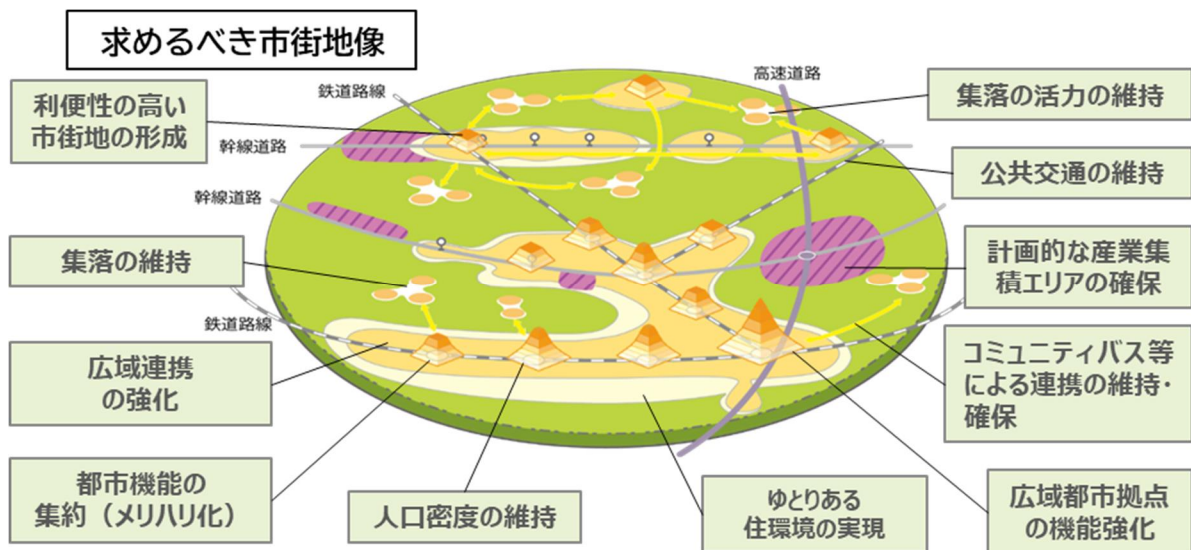 求めるべき市街地像
利便性の高い
市街地の形成
鉄道路線
高速道路
集落の活力の維持
幹線道路
公共交通の維持
幹線道路
集落の維持
計画的な産業集
積エリアの確保
鉄道路線
広域連携
の強化
コミュニティバス等
による連携の維持・
確保
都市機能の
集約（メリハリ化）
人口密度の維持
ゆとりある
住環境の実現
広域都市拠点
の機能強化